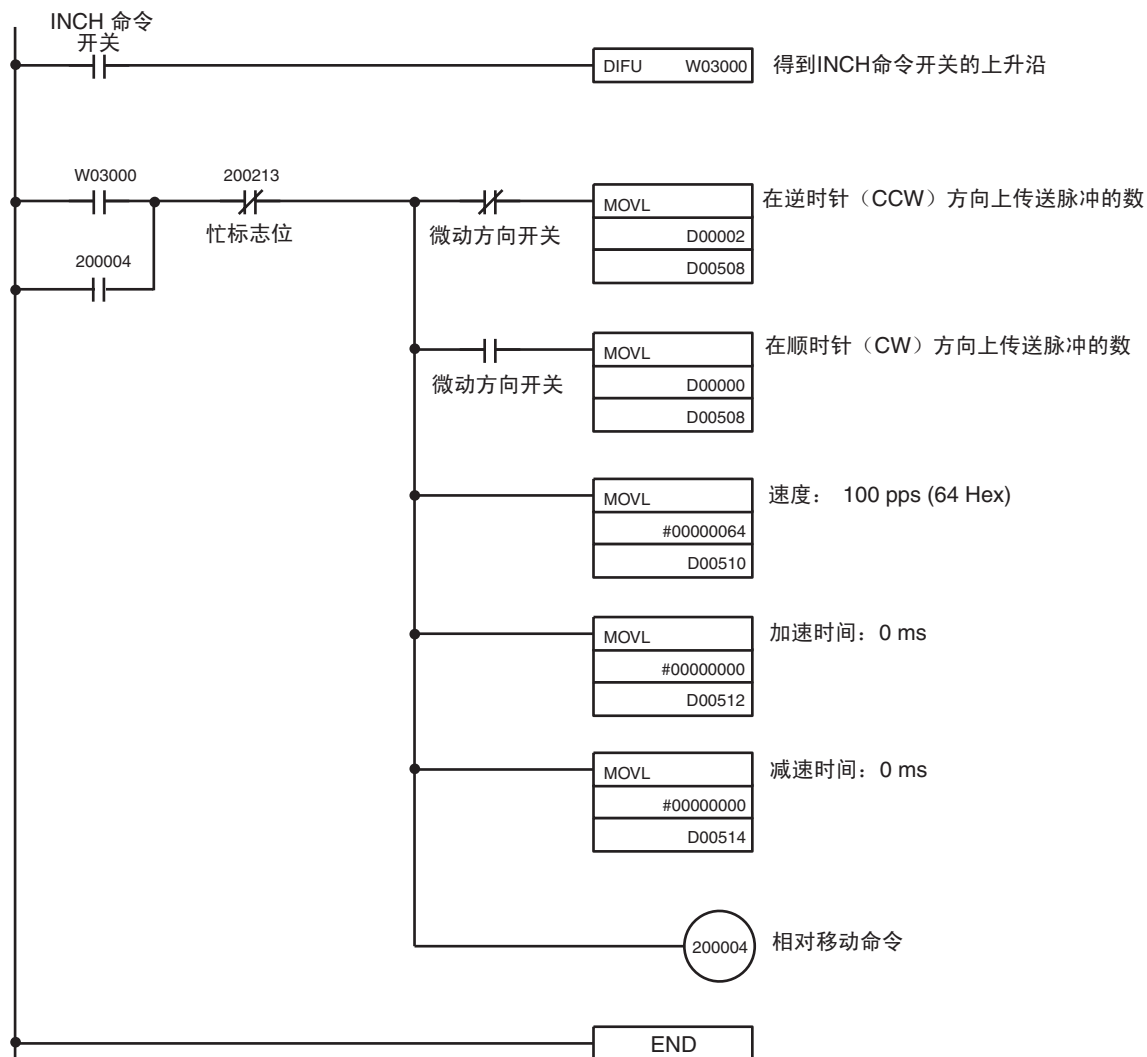 INCH 命令
开关
DIFU W03000 得到INCH命令开关的上升沿
W03000 200213
忙标志位 微动方向开关
MOVL 在逆时针（CCW）方向上传送脉冲的数
D00002
D00508
200004
MOVL 在顺时针（CW）方向上传送脉冲的数
微动方向开关
D00000
D00508
MOVL 速度： 100 pps (64 Hex)
#00000064
D00510
MOVL 加速时间：0 ms
#00000000
D00512
MOVL 减速时间：0 ms
#00000000
D00514
200004 相对移动命令
END